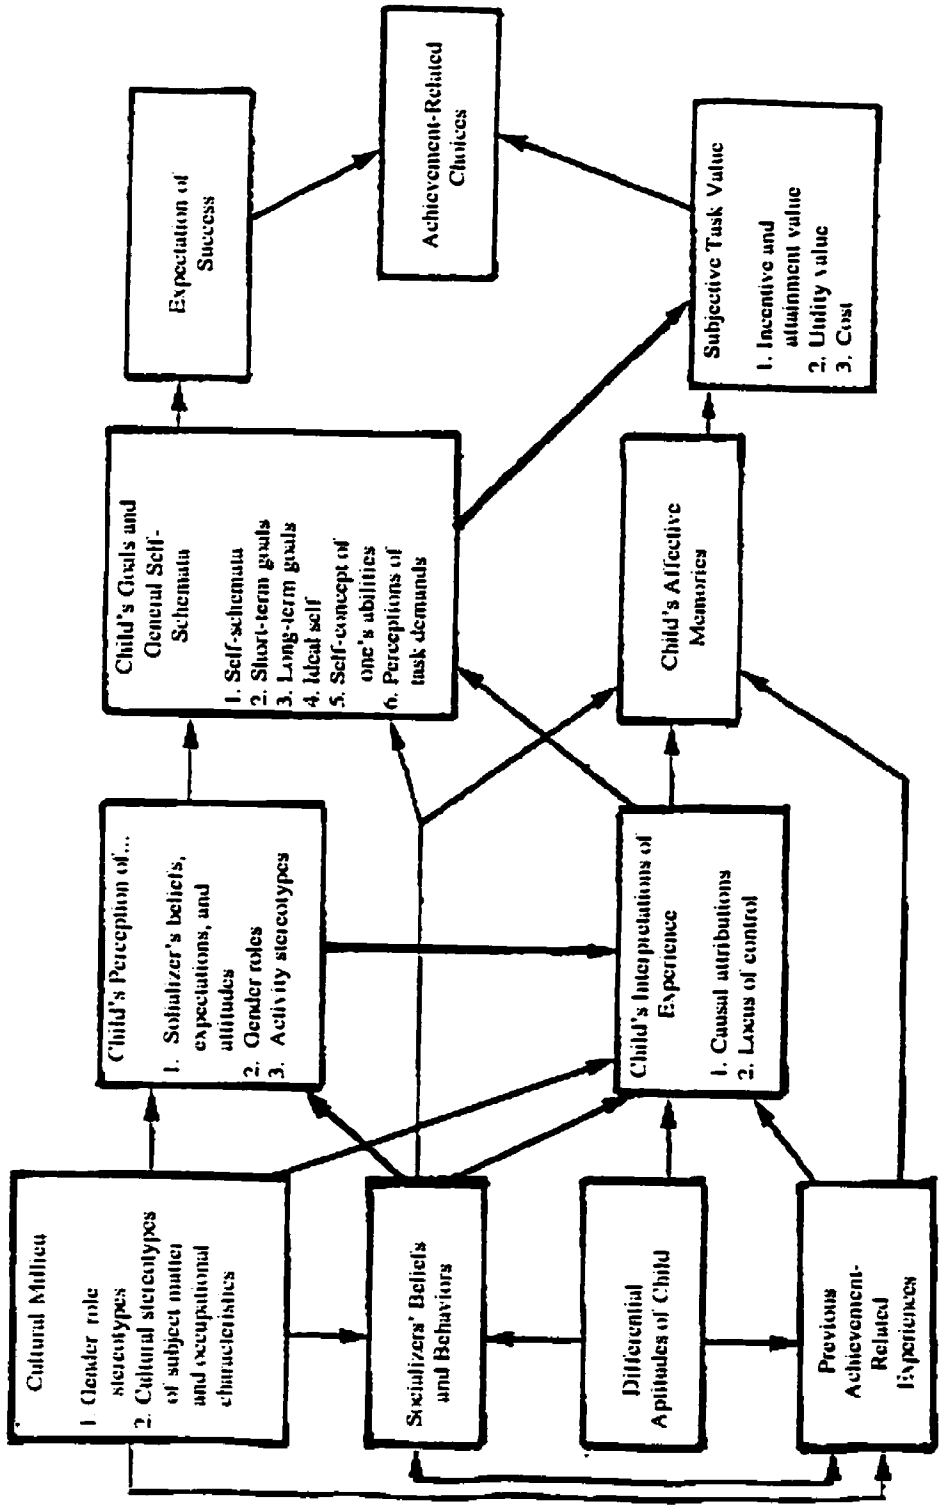 Cultural Milieu
1. Gender role
stereotypes
2. Cultural stereotypes
of subject matter
and occupational
characteristics
Socializers' Beliefs
and Behaviors
Differential
Aptitudes of Child
Previous
Achievement-
Related
Experiences
Child's Perception of...
1. Solializer's beliefs,
expectations, and
attitudes
2. Gender roles
3. Activity stereotypes
Child's Interpretations of
Experience
1. Causal attributions
2. Locus of control
Child's Goals and
General Self-
Schemata
1. Self-schemata
2. Short-term goals
3. Long-term goals
4. Ideal self
5. Self-concept of
one's abilities
6. Perceptions of
task demands
Child's Affective
Memories
Expectation of
Success
Achievement-Related
Choices
Subjective Task Value
1. Incentive and
attainment value
2. Utility value
3. Cost